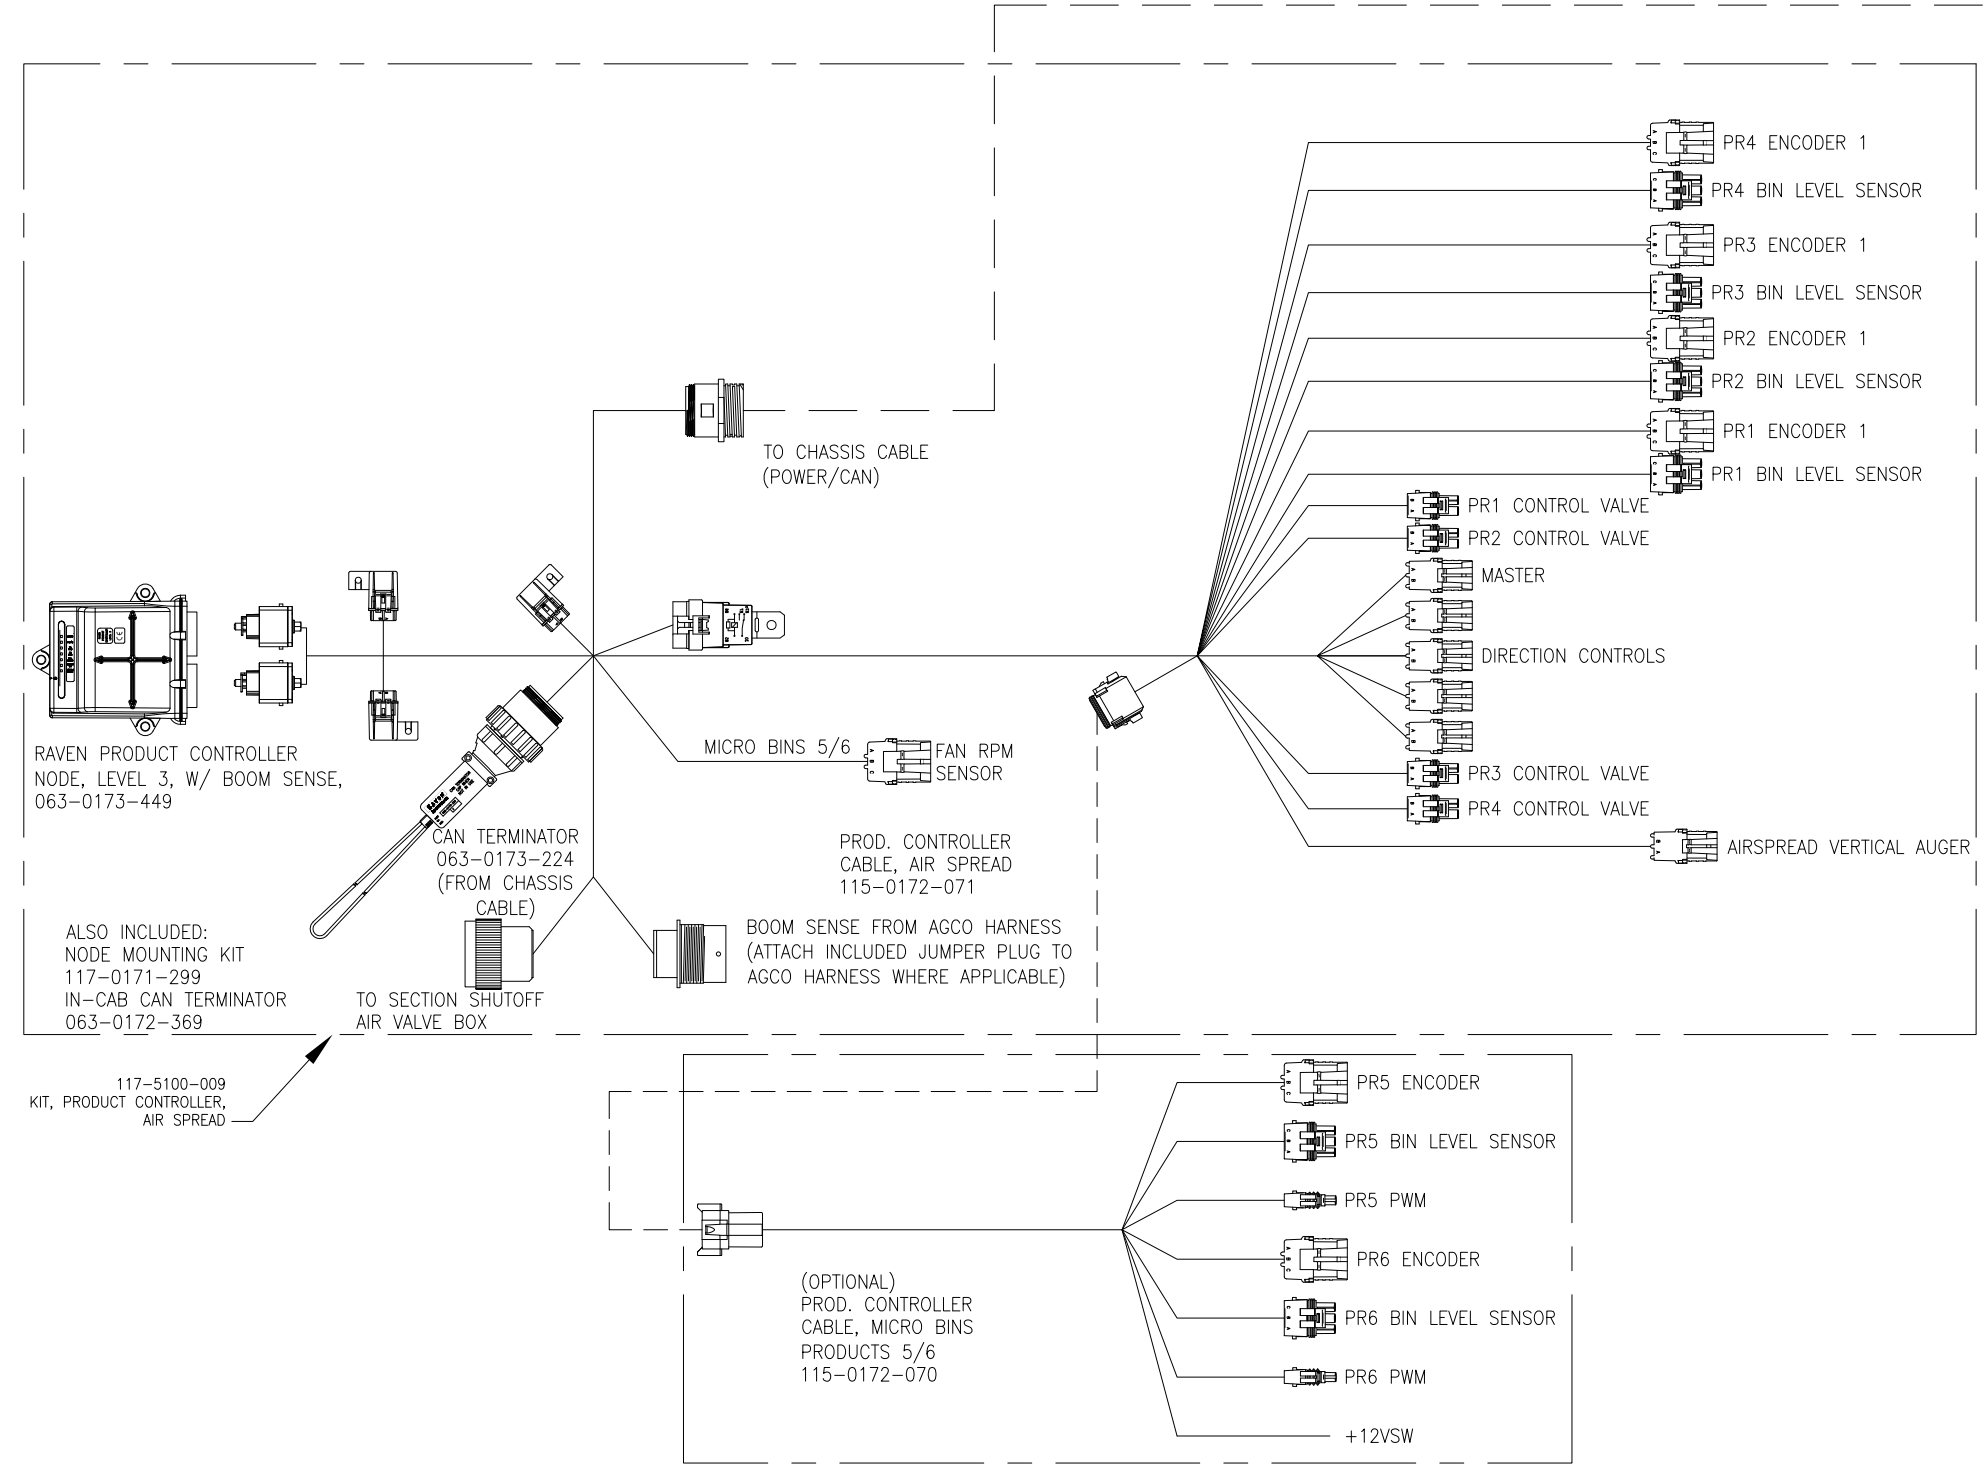 PR4 ENCODER 1
PR4 BIN LEVEL SENSOR
PR3 ENCODER 1
PR3 BIN LEVEL SENSOR
PR2 ENCODER 1
PR2 BIN LEVEL SENSOR
PR1 ENCODER 1
PR1 BIN LEVEL SENSOR
TO CHASSIS CABLE
(POWER/CAN)
PR1 CONTROL VALVE
PR2 CONTROL VALVE
MASTER
DIRECTION CONTROLS
PR3 CONTROL VALVE
PR4 CONTROL VALVE
AIRSPREAD VERTICAL AUGER
RAVEN PRODUCT CONTROLLER
NODE, LEVEL 3, W/ BOOM SENSE,
063-0173-449
MICRO BINS 5/6
FAN RPM
SENSOR
CAN TERMINATOR
063-0173-224
(FROM CHASSIS
CABLE)
PROD. CONTROLLER
CABLE, AIR SPREAD
115-0172-071
ALSO INCLUDED:
NODE MOUNTING KIT
117-0171-299
IN-CAB CAN TERMINATOR
063-0172-369
TO SECTION SHUTOFF
AIR VALVE BOX
BOOM SENSE FROM AGCO HARNESS
(ATTACH INCLUDED JUMPER PLUG TO
AGCO HARNESS WHERE APPLICABLE)
117-5100-009
KIT, PRODUCT CONTROLLER,
AIR SPREAD
PR5 ENCODER
PR5 BIN LEVEL SENSOR
PR5 PWM
PR6 ENCODER
PR6 BIN LEVEL SENSOR
PR6 PWM
+12VSW
(OPTIONAL)
PROD. CONTROLLER
CABLE, MICRO BINS
PRODUCTS 5/6
115-0172-070